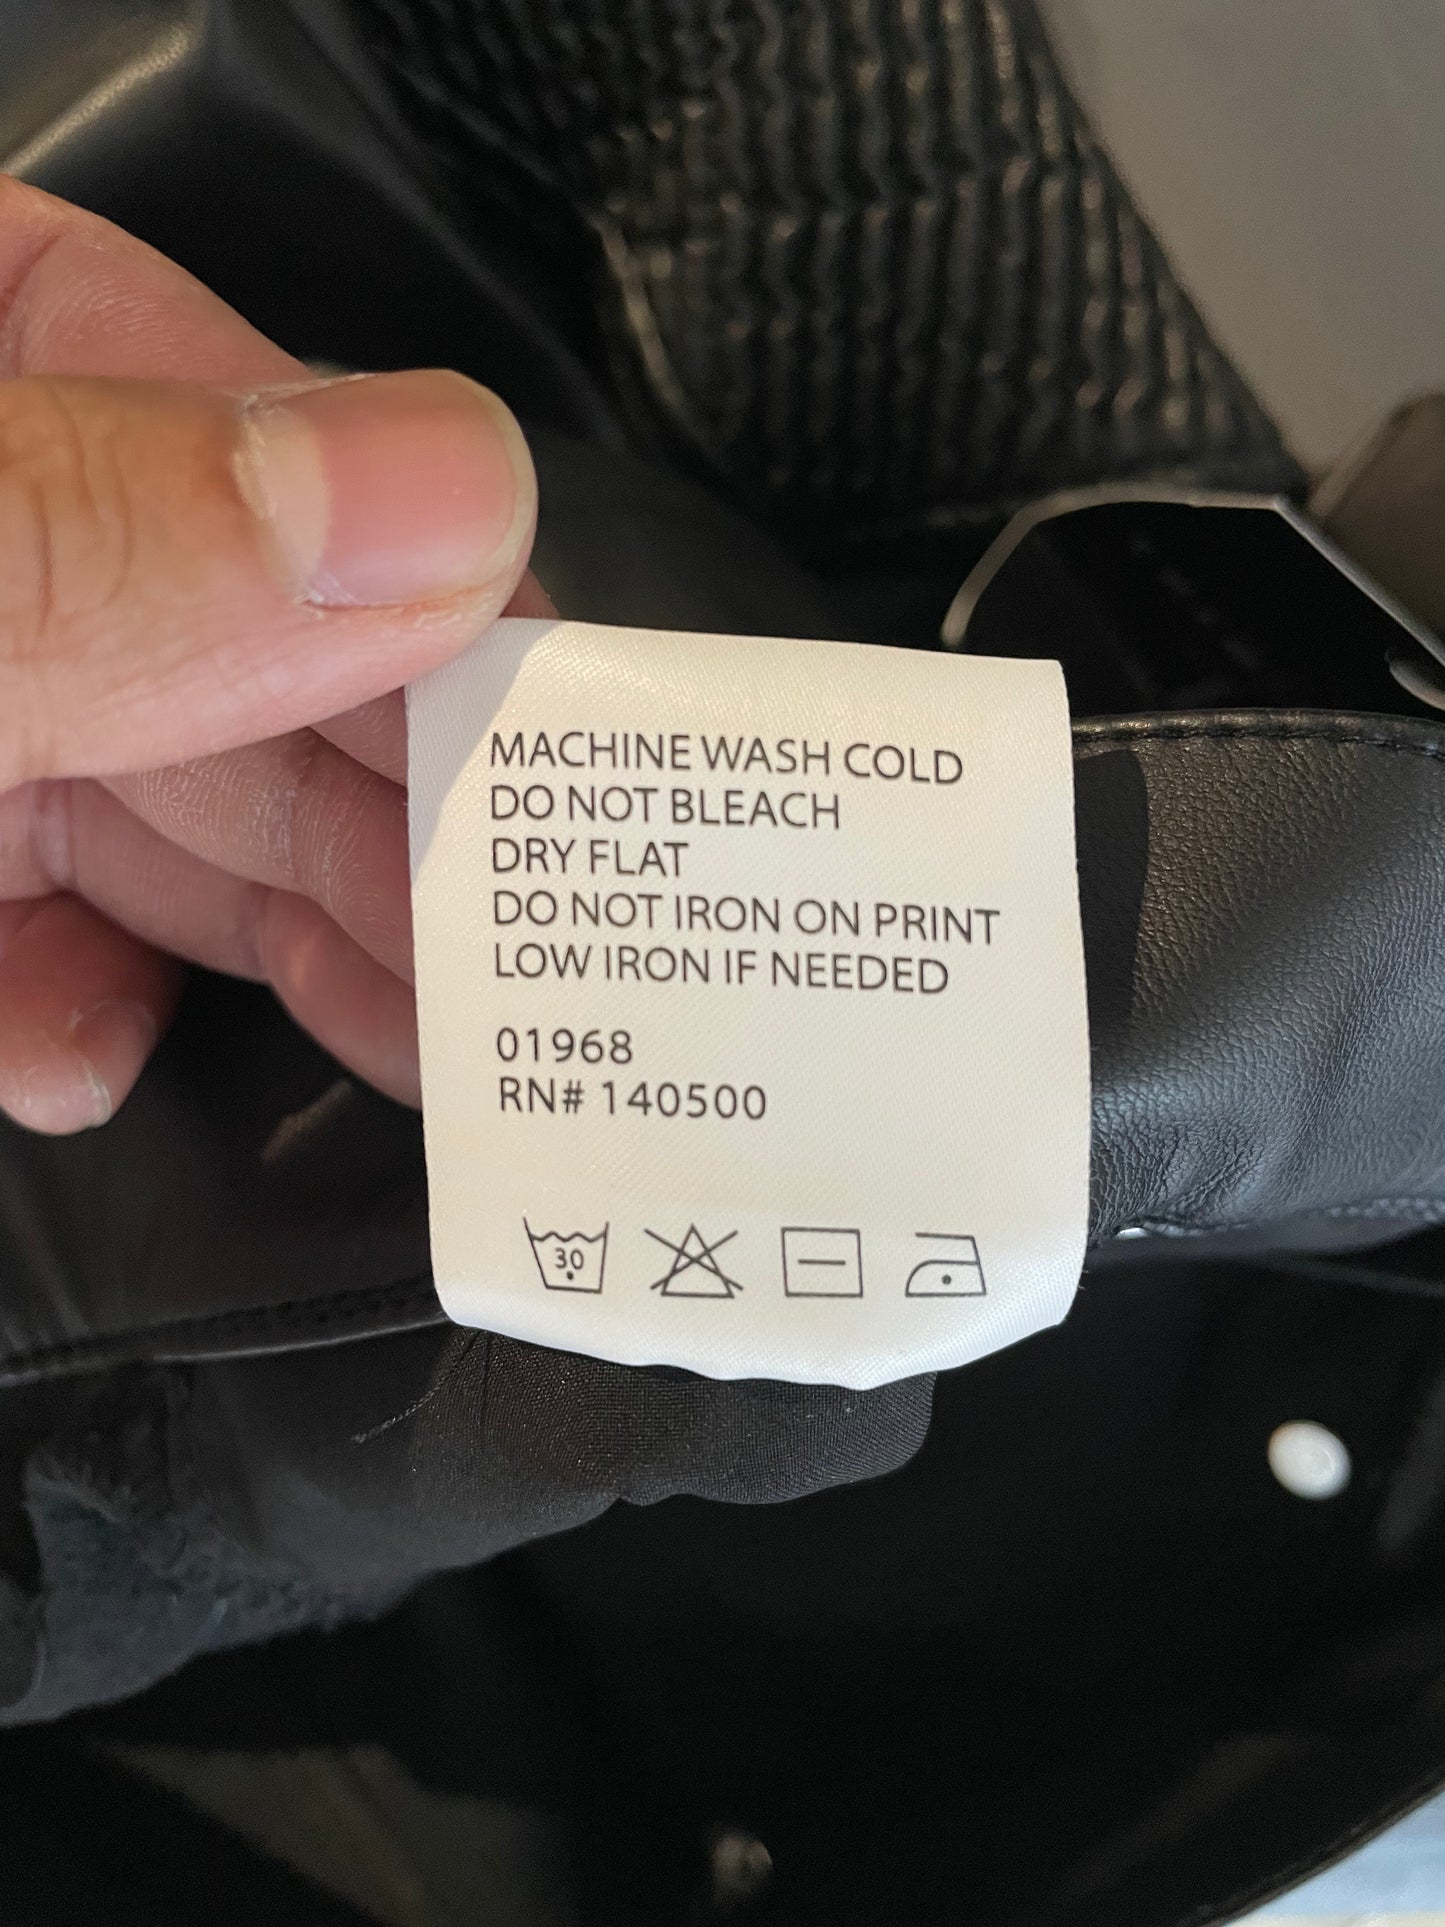 MACHINE WASH COLD
DO NOT BLEACH
DRY FLAT
DO NOT IRON ON PRINT
LOW IRON IF NEEDED
01968
RN# 140500
30